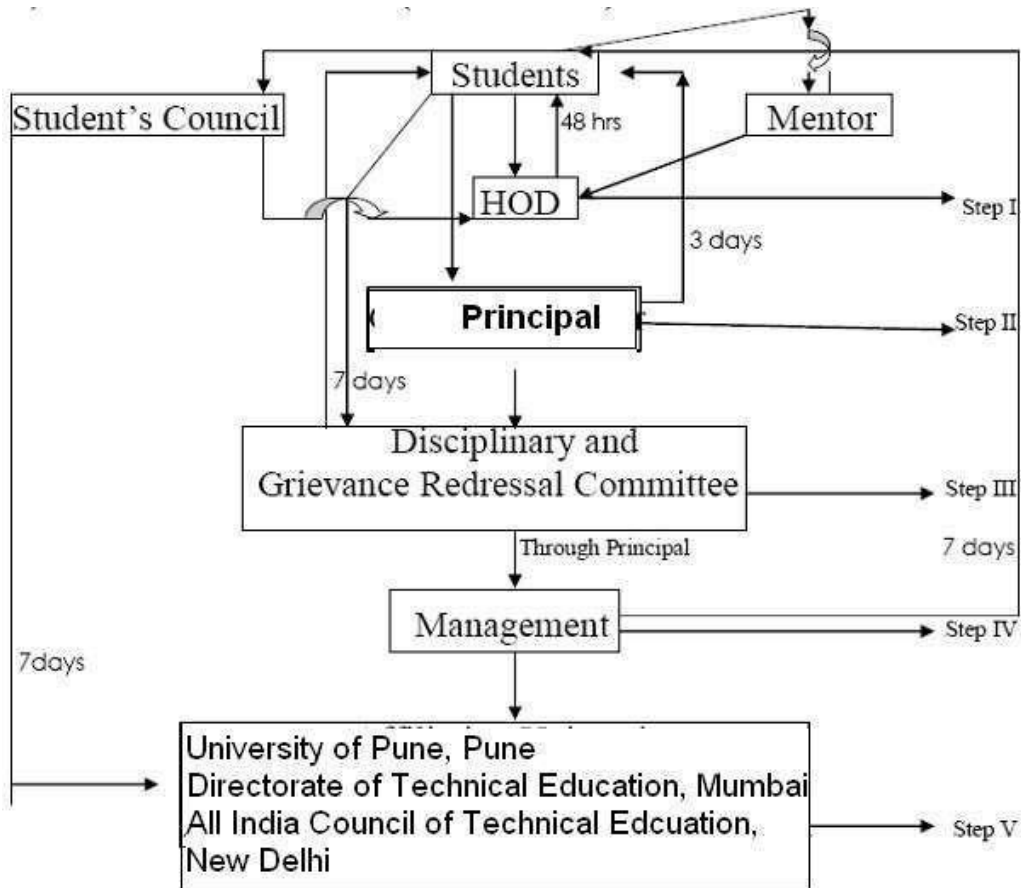 Students
Student's Council
48 hrs
Mentor
HOD
Step I
3 days
Principal
Step II
7 days
Disciplinary and
Grievance Redressal Committee
Step III
Through Principal
7 days
Management
Step IV
7days
University of Pune, Pune
Directorate of Technical Education, Mumbai
All India Council of Technical Edcuation,
New Delhi
Step V